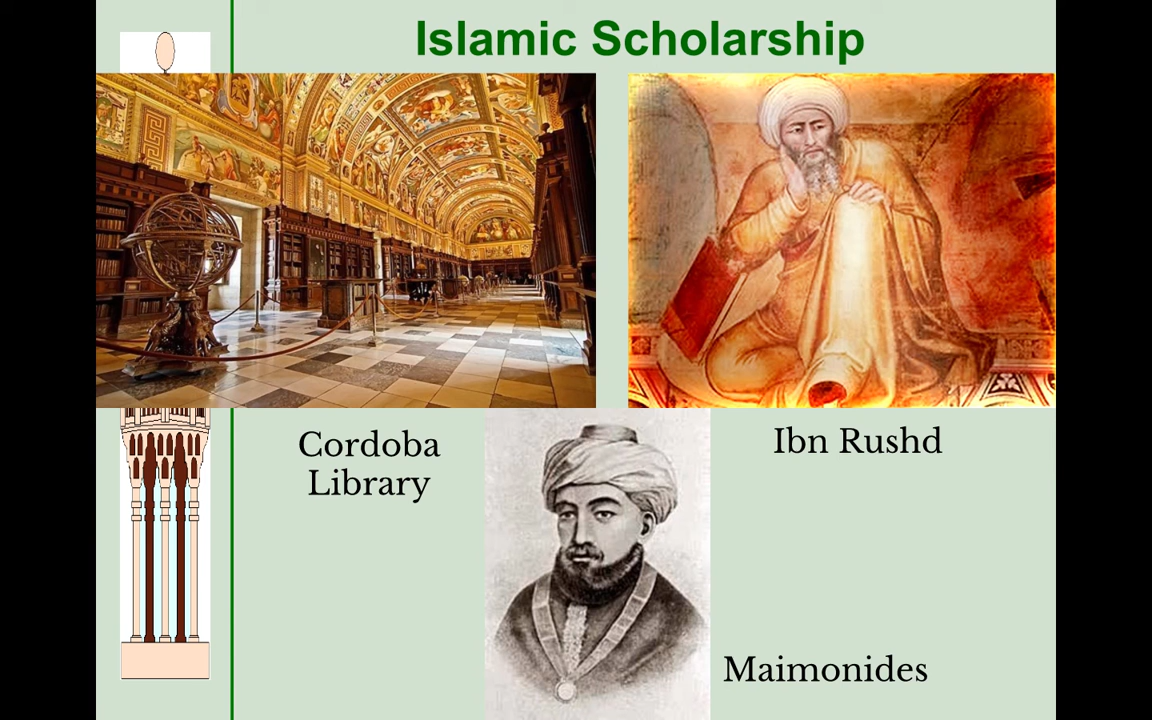 Islamic Scholarship
Cordoba
Library
Ibn Rushd
Maimonides